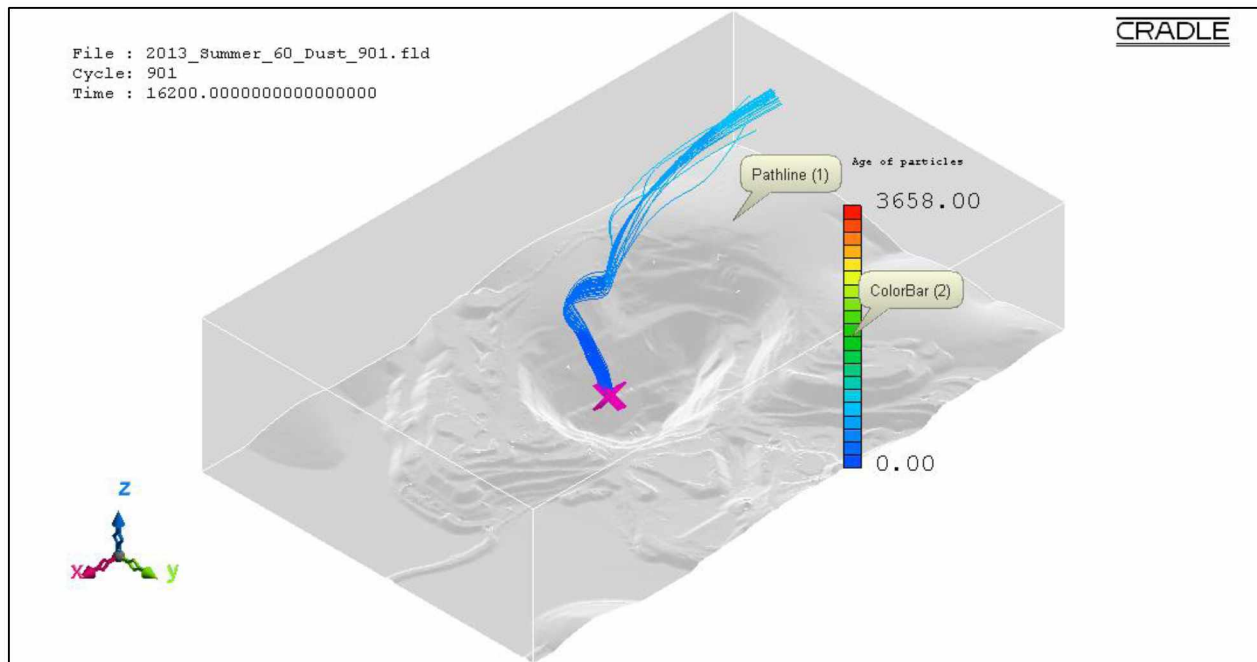 CRADLE
File : 2013_Summer_60_Dust_901.fld
Cycle: 901
Time : 16200.0000000000000000
Age of particles
Pathline (1)
3658.00
ColorBar (2)
0.00
z
x
y